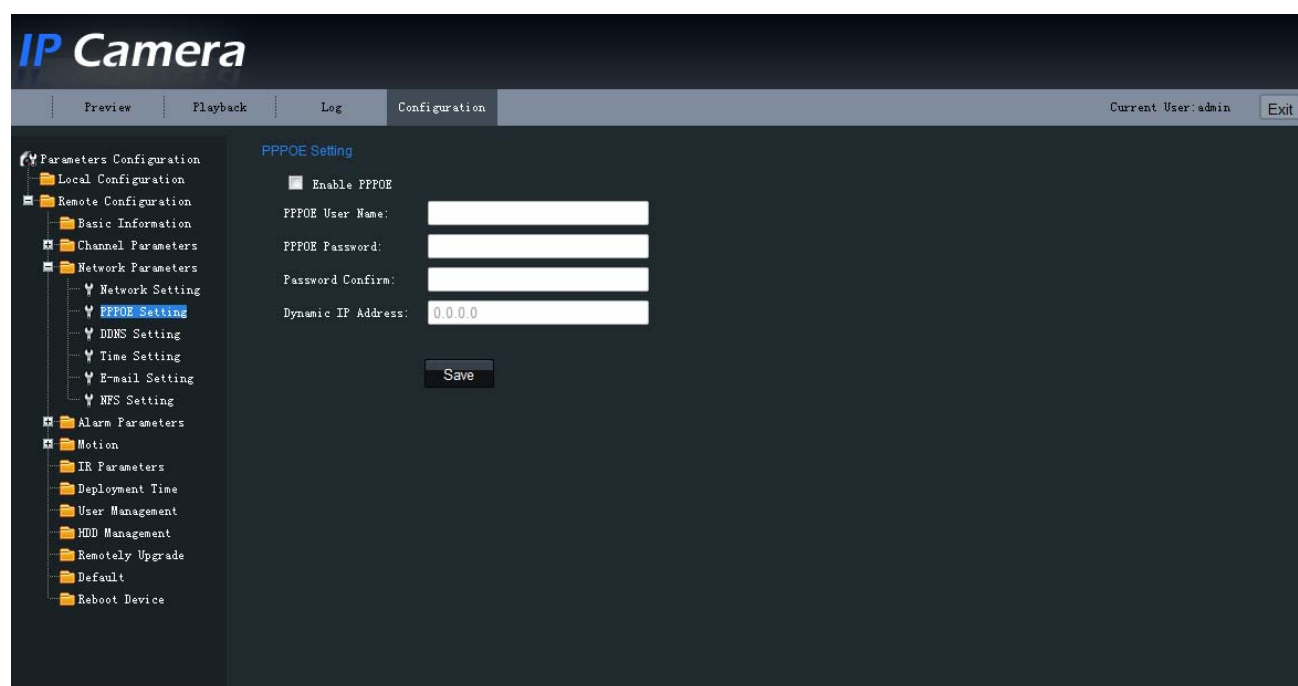 IP Camera
Preview Playback Log Configuration Current User:admin Exit
Parameters Configuration
Local Configuration
Remote Configuration
Basic Information
Channel Parameters
Network Parameters
Network Setting
PPPOE Setting
DDNS Setting
Time Setting
E-mail Setting
NFS Setting
Alarm Parameters
Motion
IR Parameters
Deployment Time
User Management
HDD Management
Remotely Upgrade
Default
Reboot Device
PPPOE Setting
Enable PPPOE
PPPOE User Name:
PPPOE Password:
Password Confirm:
Dynamic IP Address: 0.0.0.0
Save